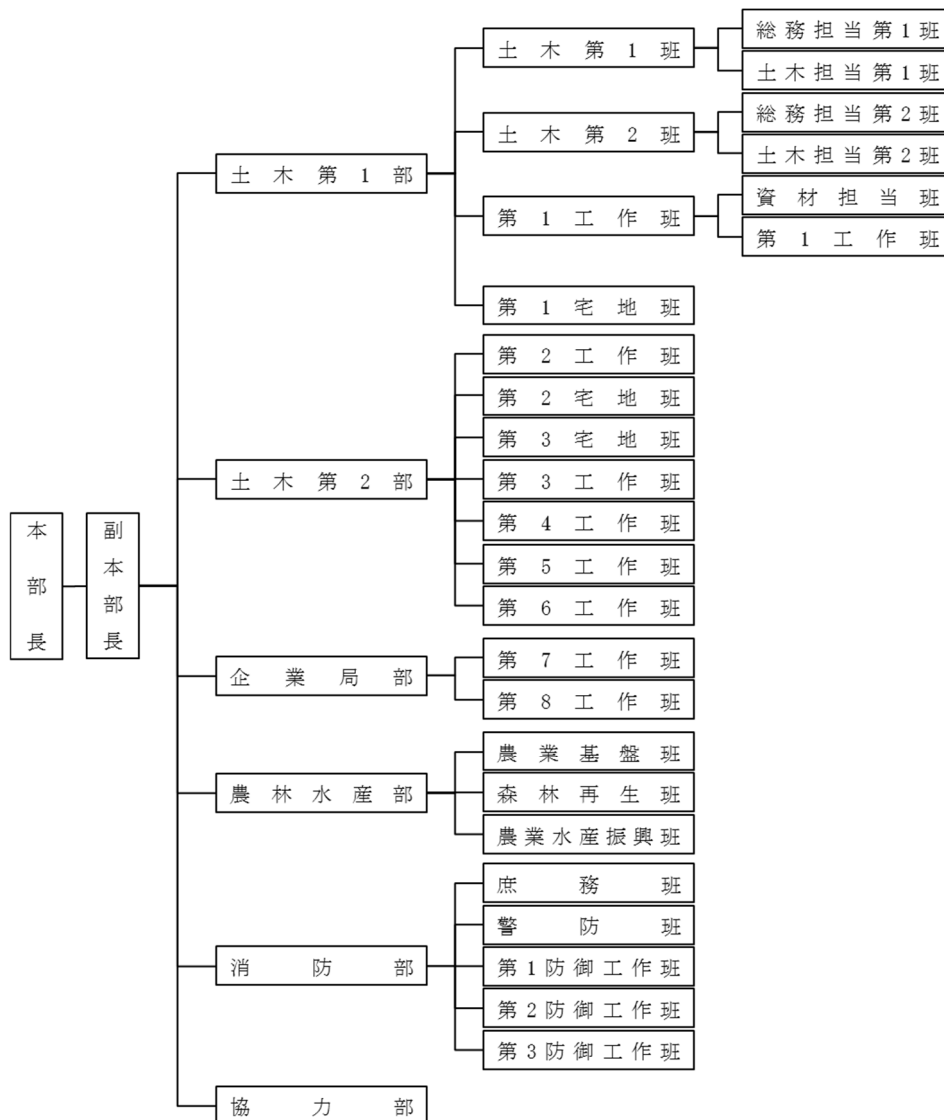 本部長
副本部長
土木第1部
土木第1班
総務担当第1班
土木担当第1班
土木第2班
総務担当第2班
土木担当第2班
第1工作班
資材担当班
第1工作班
第1宅地班
土木第2部
第2工作班
第2宅地班
第3宅地班
第3工作班
第4工作班
第5工作班
第6工作班
企業局部
第7工作班
第8工作班
農林水産部
農業基盤班
森林再生班
農業水産振興班
消防部
庶務班
警防班
第1防御工作班
第2防御工作班
第3防御工作班
協力部